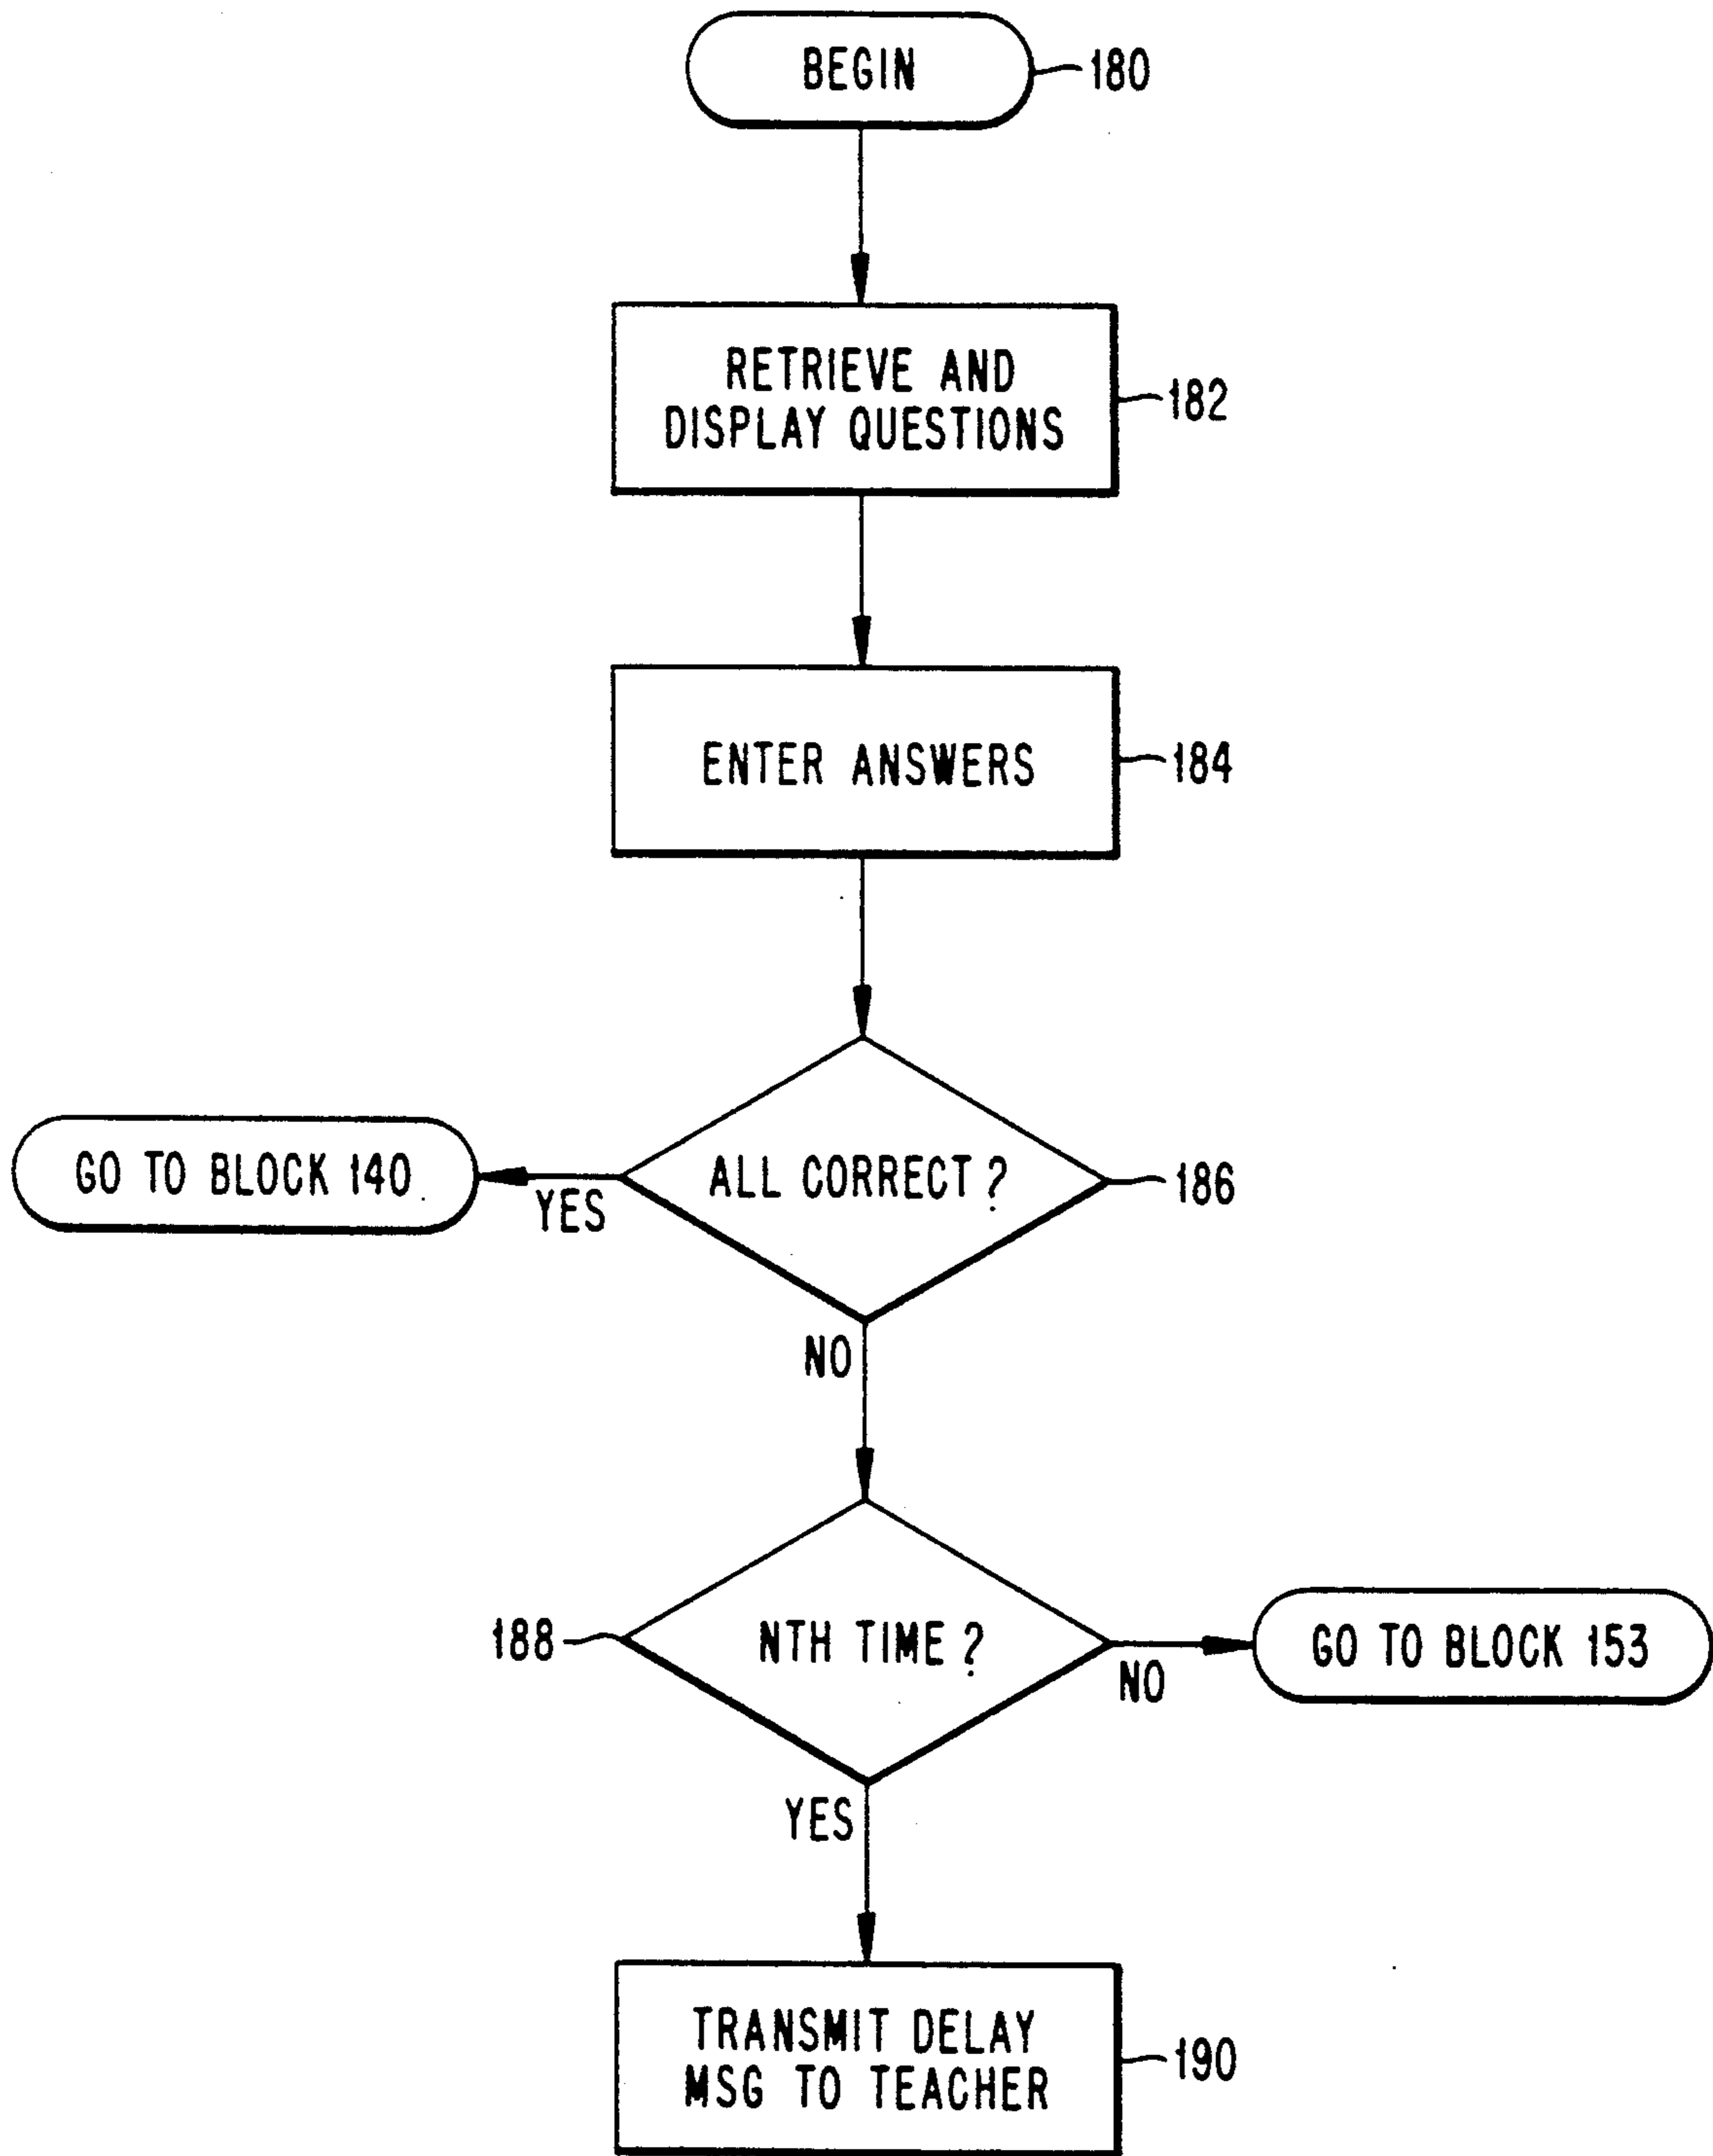 BEGIN
180
RETRIEVE AND
DISPLAY QUESTIONS
182
ENTER ANSWERS
184
GO TO BLOCK 140
YES
ALL CORRECT ?
186
NO
188
NTH TIME ?
NO
GO TO BLOCK 153
YES
TRANSMIT DELAY
MSG TO TEACHER
190